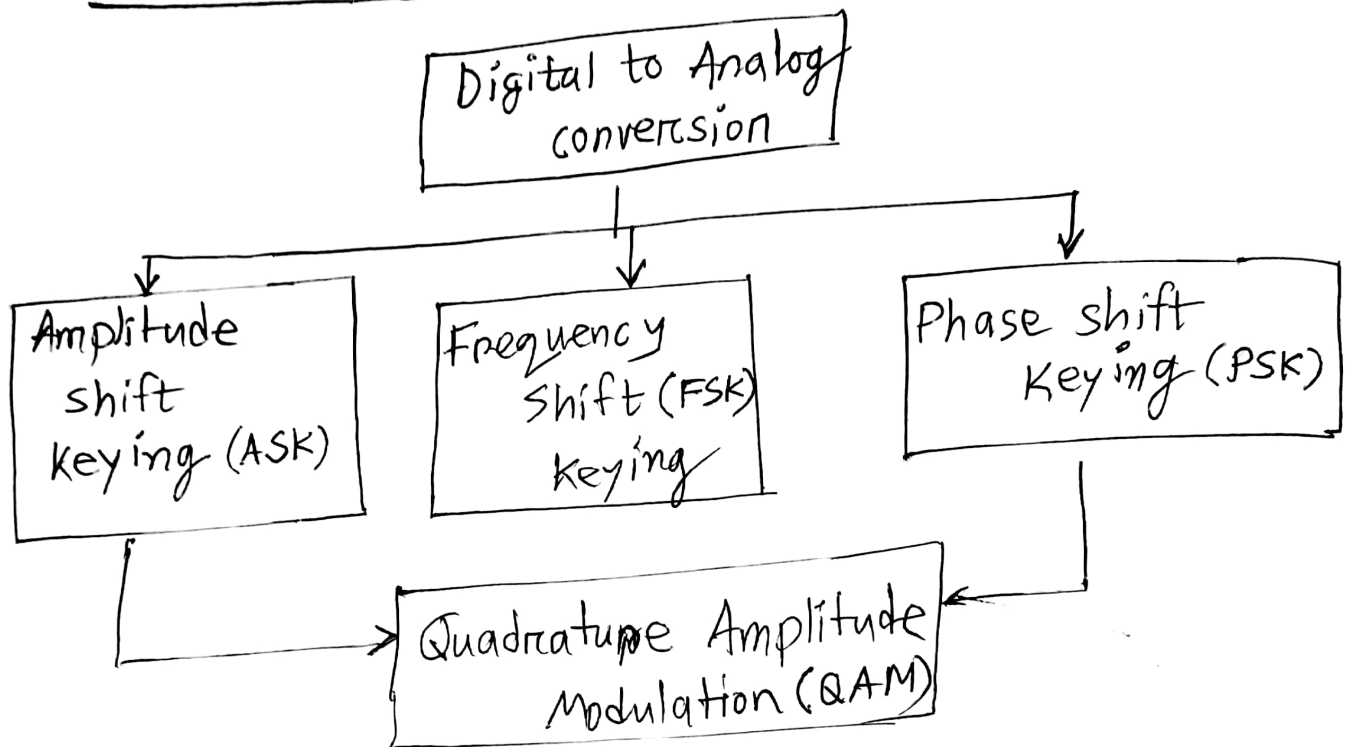 Digital to Analog
conversion
Amplitude
shift
keying (ASK)
Frequency
shift (FSK)
keying
Phase shift
keying (PSK)
Quadrature Amplitude
Modulation (QAM)